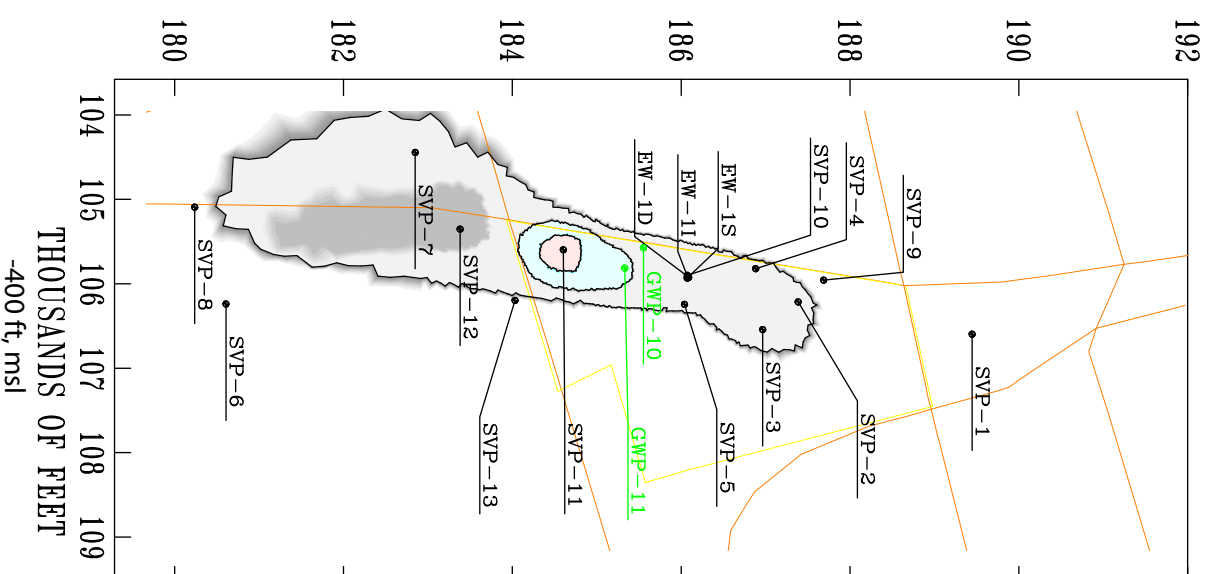 180
182
184
186
188
190
192
104
105
106
107
108
109
THOUSANDS OF FEET
-400 ft, msl
EW-1D
EW-1I
EW-1S
SVP-10
SVP-4
SVP-9
SVP-7
SVP-8
SVP-12
SVP-6
GWP-10
SVP-3
SVP-1
SVP-2
SVP-13
SVP-11
GWP-11
SVP-5